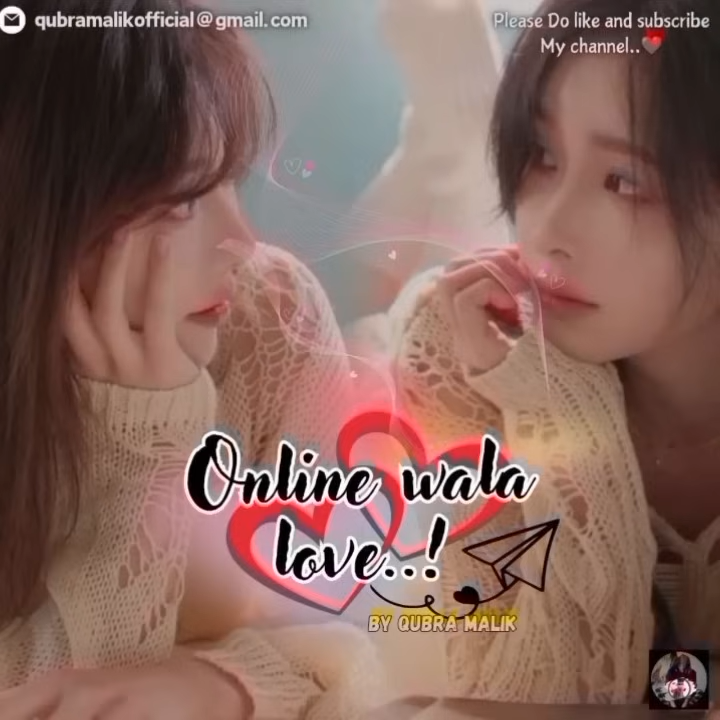 qubramalikofficial@gmail.com
Please Do like and subscribe
My channel..❤
Online wala
love..!
BY QUBRA MALIK